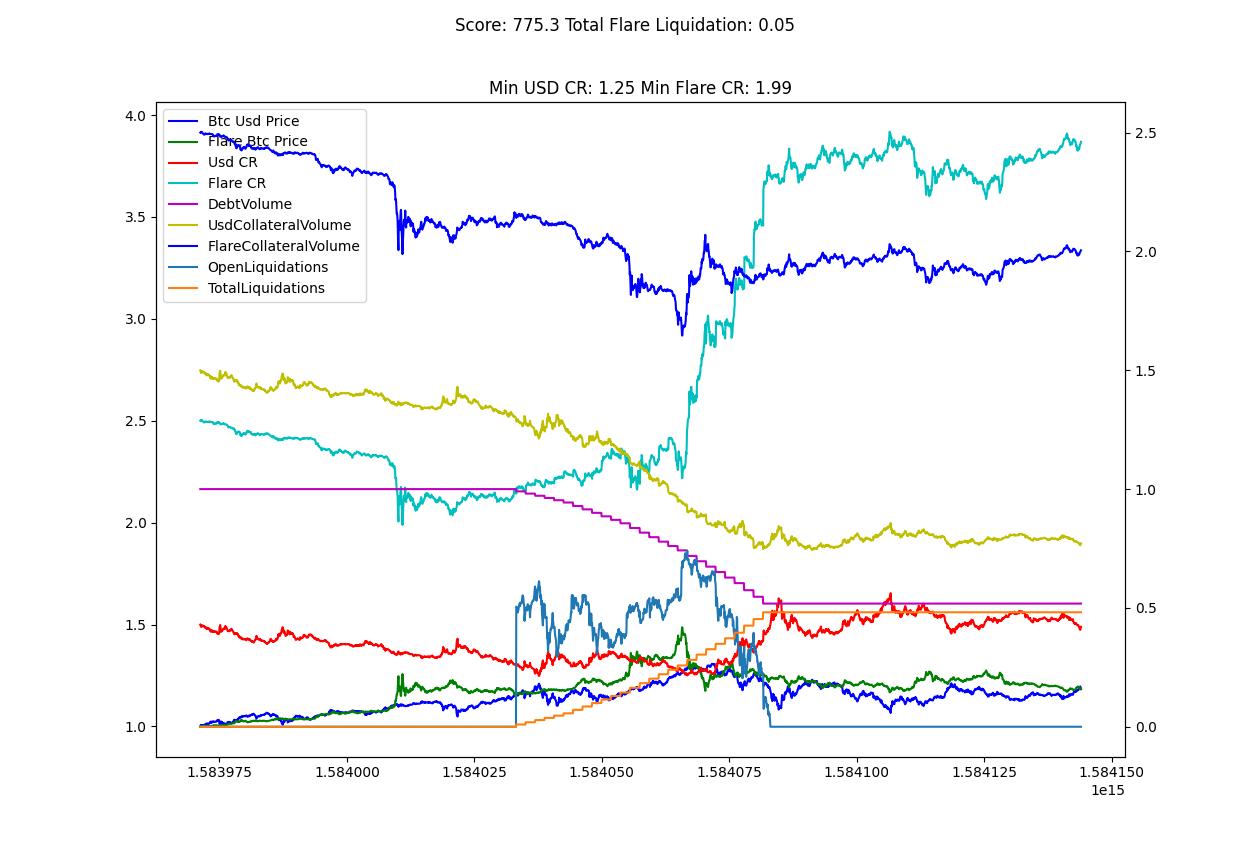 Score: 775.3 Total Flare Liquidation: 0.05
Min USD CR: 1.25 Min Flare CR: 1.99
Btc Usd Price
Flare Btc Price
Usd CR
Flare CR
DebtVolume
UsdCollateralVolume
FlareCollateralVolume
OpenLiquidations
TotalLiquidations
4.0
3.5
3.0
2.5
2.0
1.5
1.0
2.5
2.0
1.5
1.0
0.5
0.0
1.583975 1.584000 1.584025 1.584050 1.584075 1.584100 1.584125 1.584150
1e15